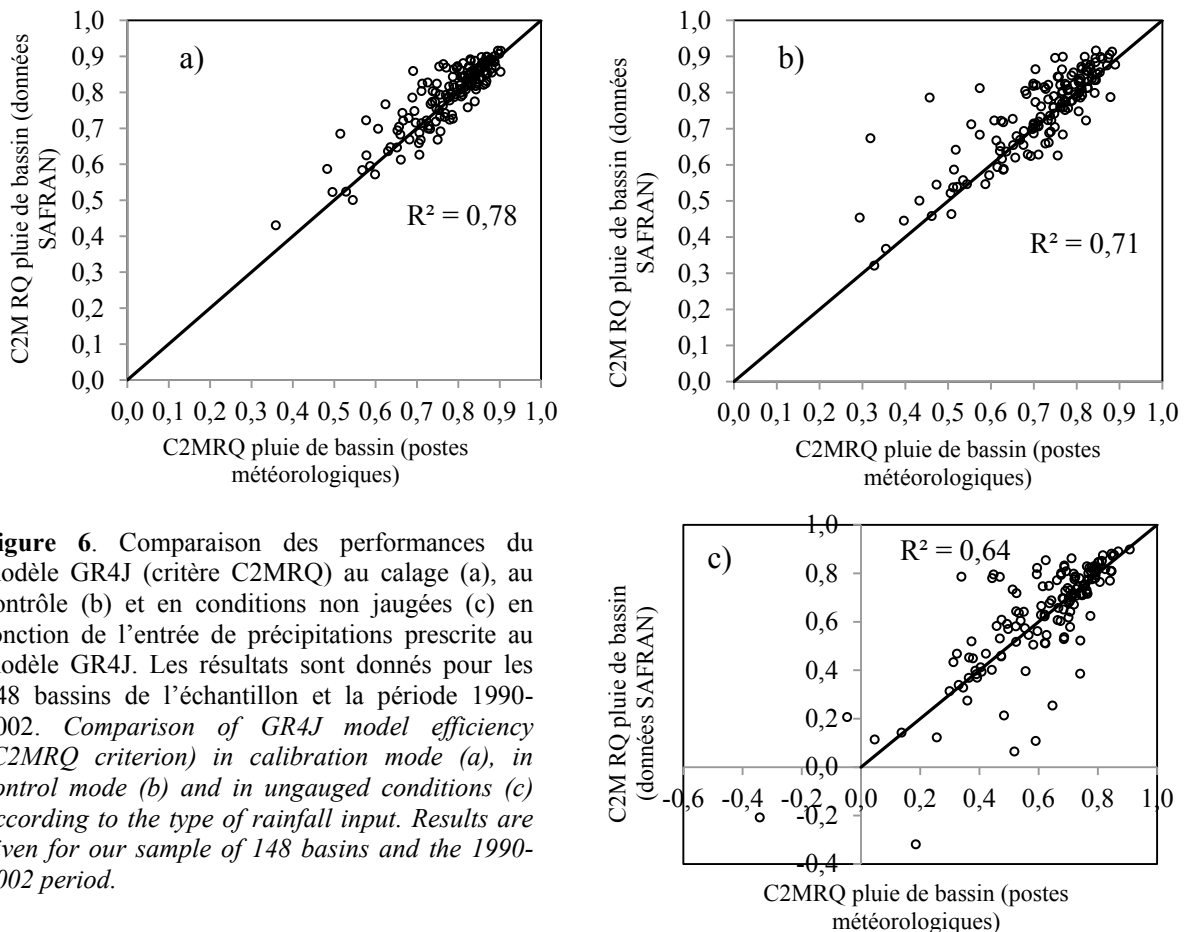 1,0
0,9
0,8
0,7
0,6
0,5
0,4
0,3
0,2
0,1
0,0
a)
R² = 0,78
0,0 0,1 0,2 0,3 0,4 0,5 0,6 0,7 0,8 0,9 1,0
C2M RQ pluie de bassin (données
SAFRAN)
C2MRQ pluie de bassin (postes
météorologiques)
1,0
0,9
0,8
0,7
0,6
0,5
0,4
0,3
0,2
0,1
0,0
b)
R² = 0,71
0,0 0,1 0,2 0,3 0,4 0,5 0,6 0,7 0,8 0,9 1,0
C2M RQ pluie de bassin (données
SAFRAN)
C2MRQ pluie de bassin (postes
météorologiques)
igure 6. Comparaison des performances du
odèle GR4J (critère C2MRQ) au calage (a), au
ontrôle (b) et en conditions non jaugées (c) en
onction de l’entrée de précipitations prescrite au
odèle GR4J. Les résultats sont donnés pour les
48 bassins de l’échantillon et la période 1990-
002. Comparison of GR4J model efficiency
C2MRQ criterion) in calibration mode (a), in
ontrol mode (b) and in ungauged conditions (c)
ccording to the type of rainfall input. Results are
iven for our sample of 148 basins and the 1990-
002 period.
c)
R² = 0,64
1,0
0,8
0,6
0,4
0,2
0,0
-0,2
-0,4
-0,6 -0,4 -0,2 0,0 0,2 0,4 0,6 0,8 1,0
C2M RQ pluie de bassin
(données SAFRAN)
C2MRQ pluie de bassin (postes
météorologiques)